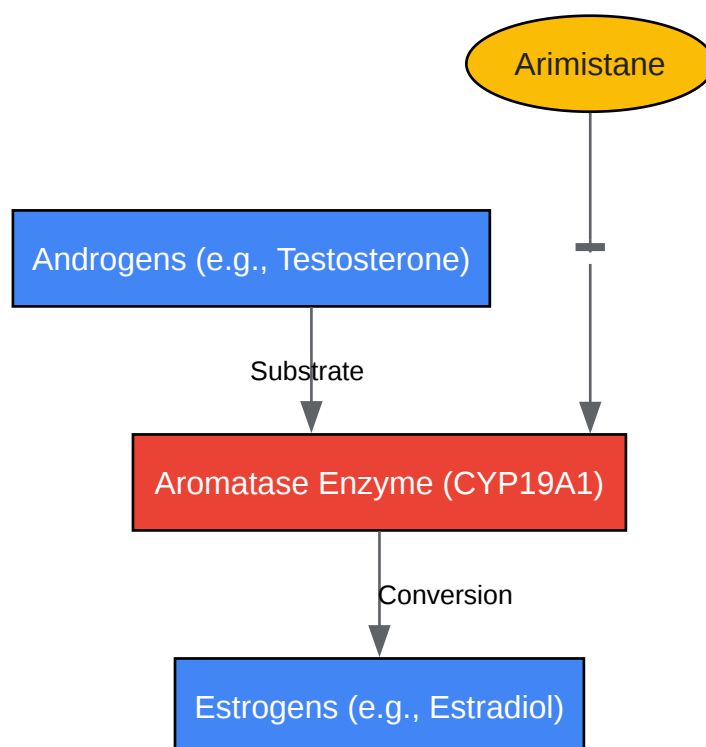 Arimistane
Androgens (e.g., Testosterone)
Substrate
Aromatase Enzyme (CYP19A1)
Conversion
Estrogens (e.g., Estradiol)